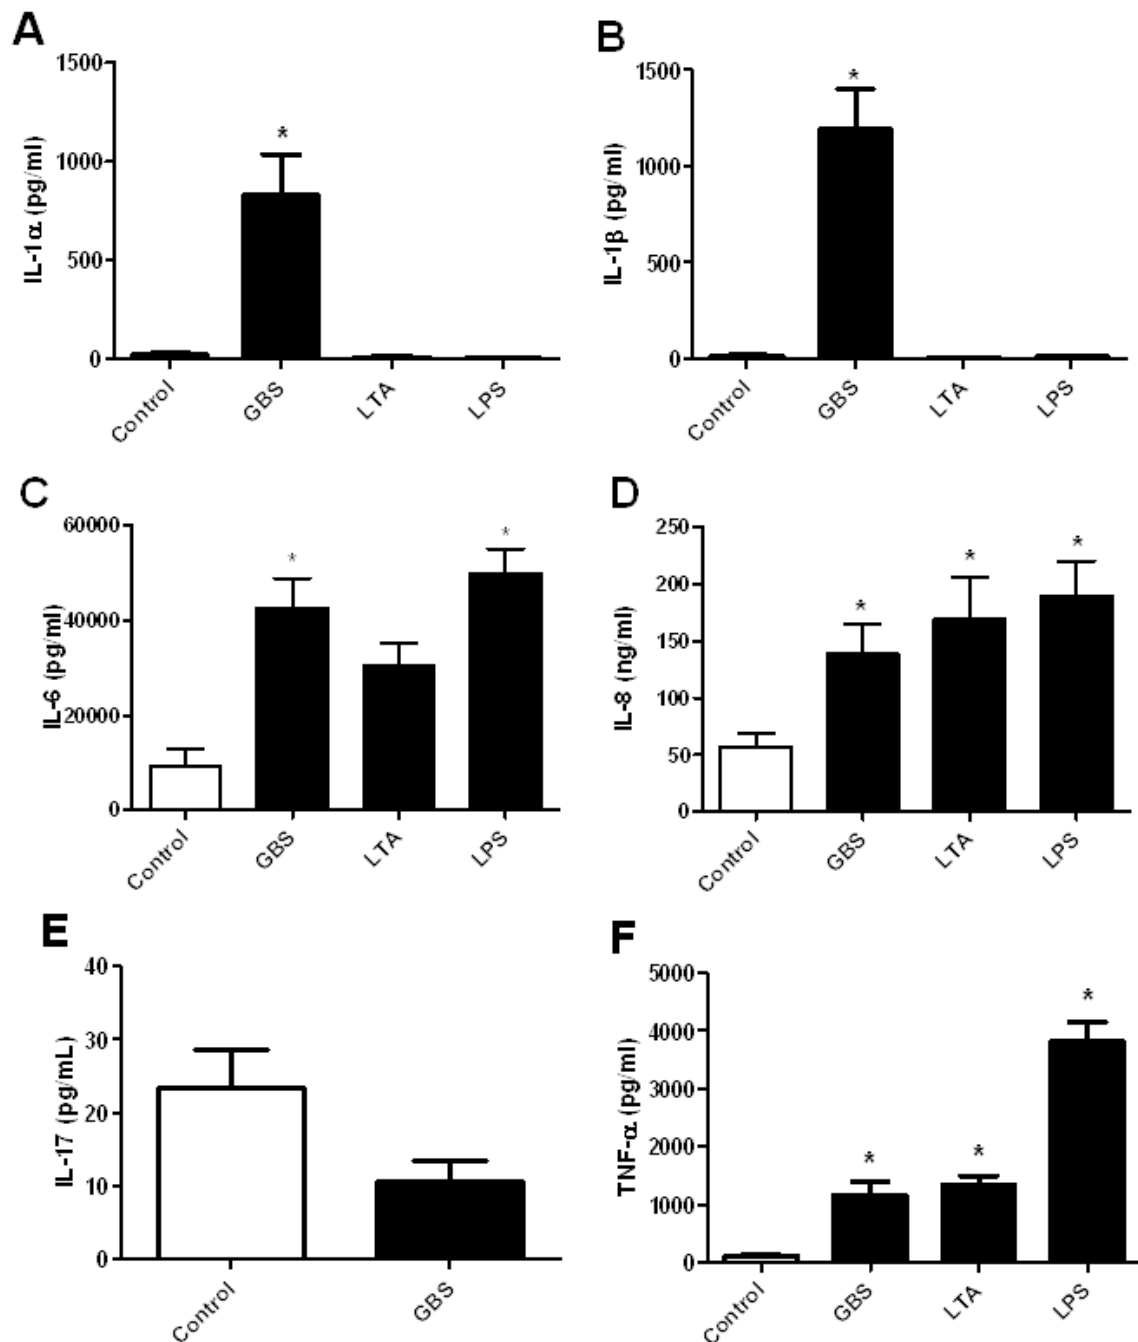 A
IL-1α (pg/ml)
1500
1000
500
0
*
Control
GBS
LTA
LPS
B
IL-1β (pg/ml)
1500
1000
500
0
*
Control
GBS
LTA
LPS
C
IL-6 (pg/ml)
60000
40000
20000
0
*
*
Control
GBS
LTA
LPS
D
IL-8 (ng/ml)
250
200
150
100
50
0
*
*
*
Control
GBS
LTA
LPS
E
IL-17 (pg/mL)
40
30
20
10
0
Control
GBS
F
TNF-α (pg/ml)
5000
4000
3000
2000
1000
0
*
*
*
Control
GBS
LTA
LPS